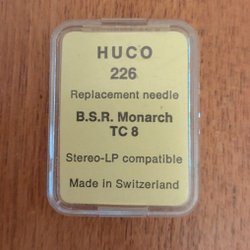 HUCO
226
Replacement needle
B.S.R. Monarch
TC 8
Stereo-LP compatible
Made in Switzerland